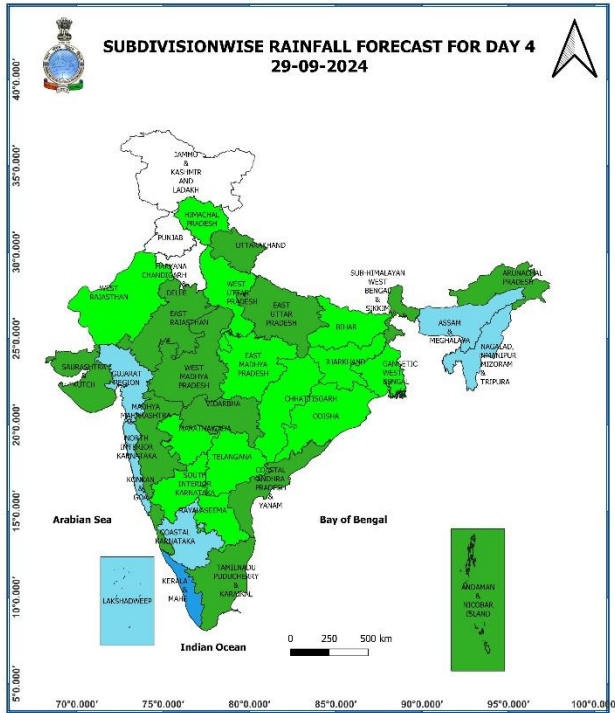 SUBDIVISIONWISE RAINFALL FORECAST FOR DAY 4
29-09-2024
40°0.000'
35°0.000'
30°0.000'
25°0.000'
20°0.000'
15°0.000'
10°0.000'
5°0.000'
JAMMO
&
KASHMIR
AND
LADAKH
HIMACHAL
PRADESH
PUNJAB
UTTARAKHAND
HARYANA
CHANDIGARH
&
DELHI
WEST
RAJASTHAN
WEST
UTTAR
PRADESH
EAST
RAJASTHAN
EAST
UTTAR
PRADESH
SUB-HIMALAYAN
WEST
BENGAL
&
SIKKIM
ARUNACHAL
PRADESH
ASSAM
&
MEGHALAYA
NAGALAD,
MANIPUR
MIZORAM
&
TRIPURA
BIHAR
JHARKHAND
GANGETIC
WEST
BENGAL
SAURASHTRA
&
KUTCH
GUJARAT
REGION
WEST
MADHYA
PRADESH
EAST
MADHYA
PRADESH
CHHATTISGARH
ODISHA
VIDARBHA
MADHYA
MAHARASHTRA
MARATHAWADA
NORTH
INTERIOR
KARNATAKA
TELANGANA
KONKAN
&
GOA
SOUTH
INTERIOR
KARNATAKA
COASTAL
ANDHRA
PRADESH
&
YANAM
RAYALASEEMA
COASTAL
KARNATAKA
TAMILNADU
PUDUCHERRY
&
KARAIKAL
KERALA
&
MAHE
LAKSHADWEEP
ANDAMAN
&
NICOBAR
ISLAND
Arabian Sea
Bay of Bengal
Indian Ocean
0 250 500 km
70°0.000' 75°0.000' 80°0.000' 85°0.000' 90°0.000' 95°0.000' 100°0.000'